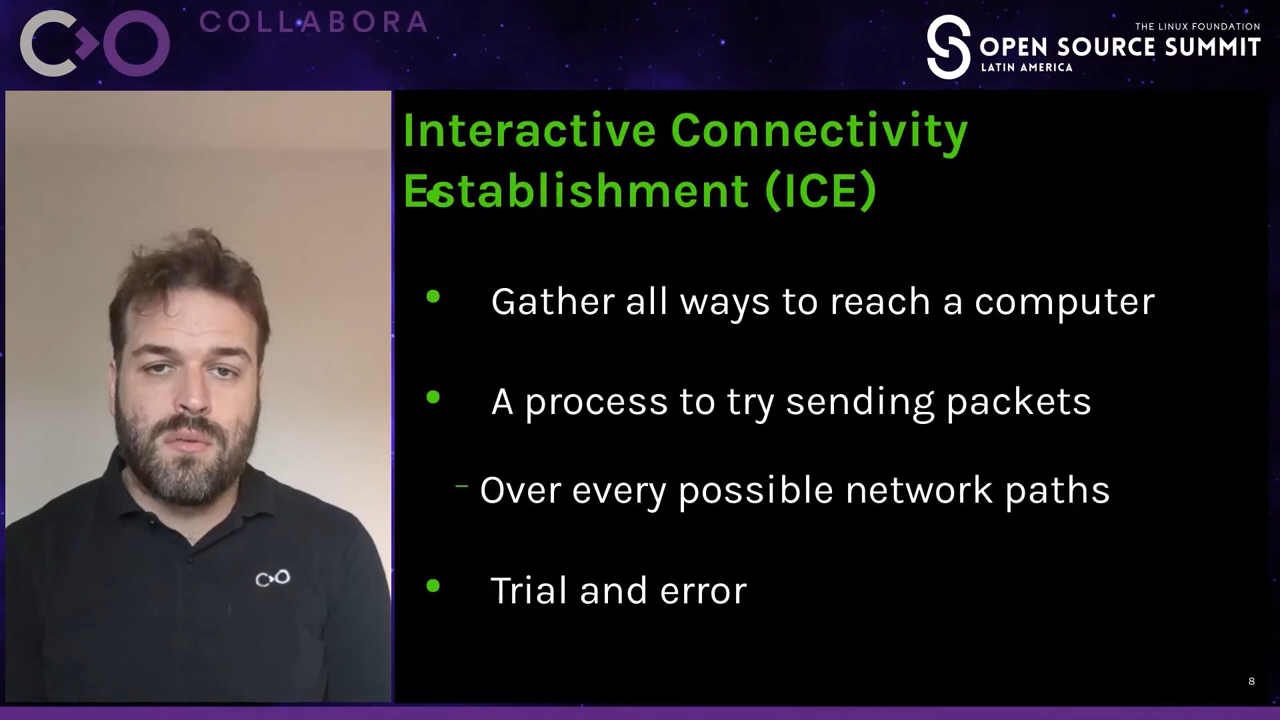 COLLABORA
THE LINUX FOUNDATION
OPEN SOURCE SUMMIT
LATIN AMERICA
Interactive Connectivity
Establishment (ICE)
• Gather all ways to reach a computer
• A process to try sending packets
– Over every possible network paths
• Trial and error
8